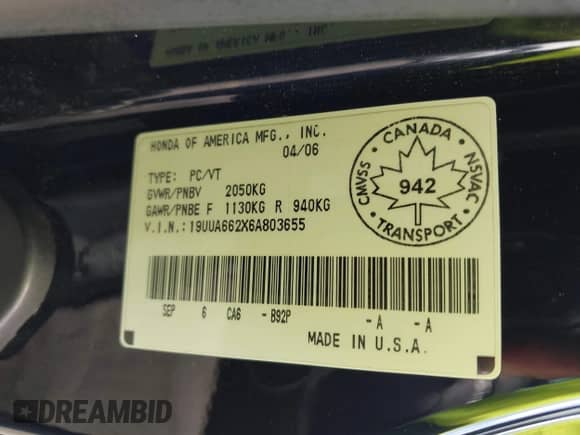 HONDA OF AMERICA MFG., INC.
04/06
TYPE: PC/VT
GVWR/PNBV 2050KG
GAWR/PNBE F 1130KG R 940KG
V.I.N.: 19UUA662X6A803655
CANADA
CMVSS
942
NSVAC
TRANSPORT
SEP 6 CA6 - B92P -A -A
MADE IN U.S.A.
DREAMBID